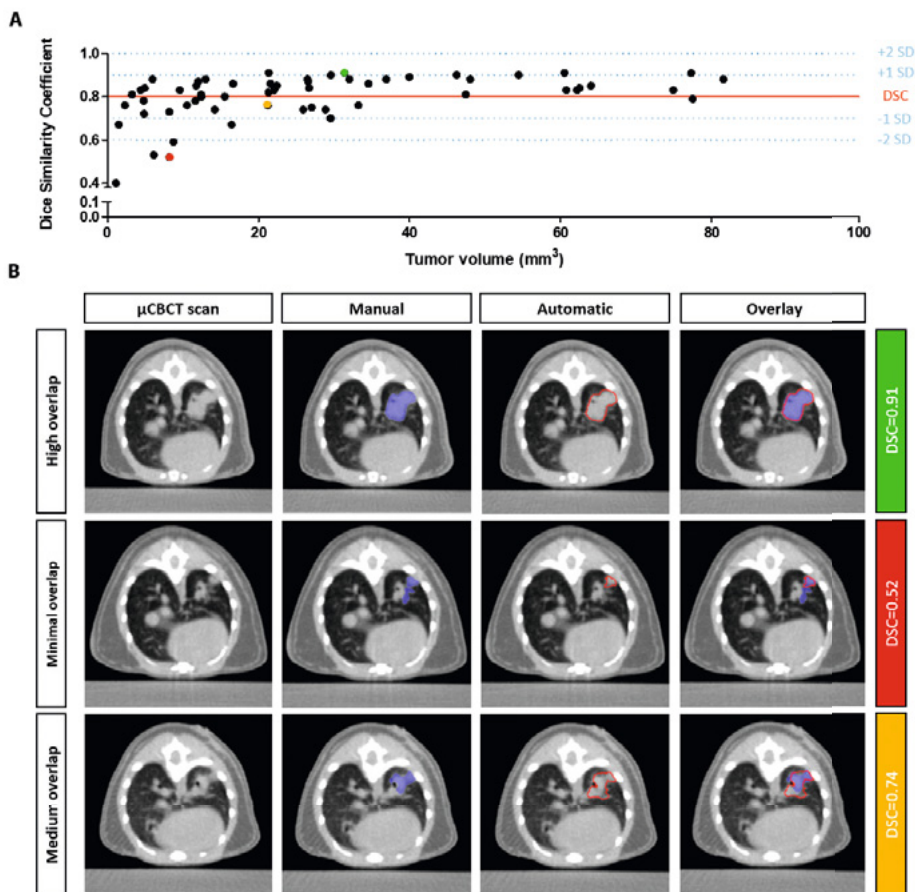 A
Dice Similarity Coefficient
1.0
0.8
0.6
0.4
0.1
0.0
+2 SD
+1 SD
DSC
-1 SD
-2 SD
0
20
40
60
80
100
Tumor volume (mm³)
B
µCBCT scan
Manual
Automatic
Overlay
High overlap
DSC=0.91
Minimal overlap
DSC=0.52
Medium overlap
DSC=0.74